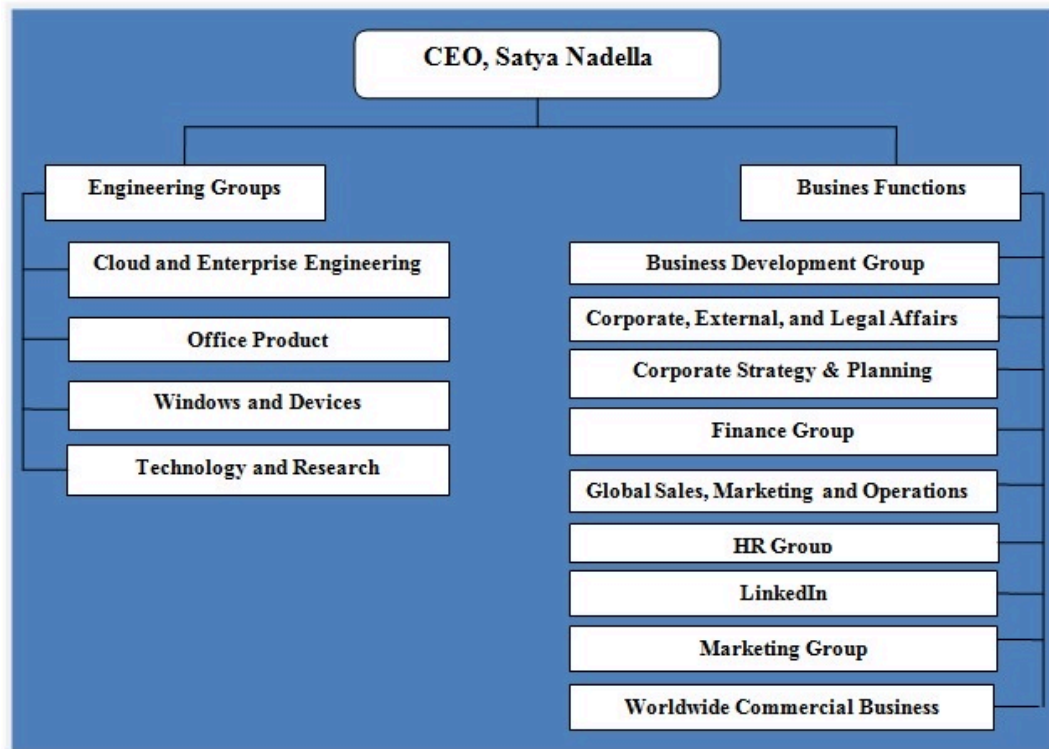 CEO, Satya Nadella
Engineering Groups
Cloud and Enterprise Engineering
Office Product
Windows and Devices
Technology and Research
Busines Functions
Business Development Group
Corporate, External, and Legal Affairs
Corporate Strategy & Planning
Finance Group
Global Sales, Marketing and Operations
HR Group
LinkedIn
Marketing Group
Worldwide Commercial Business